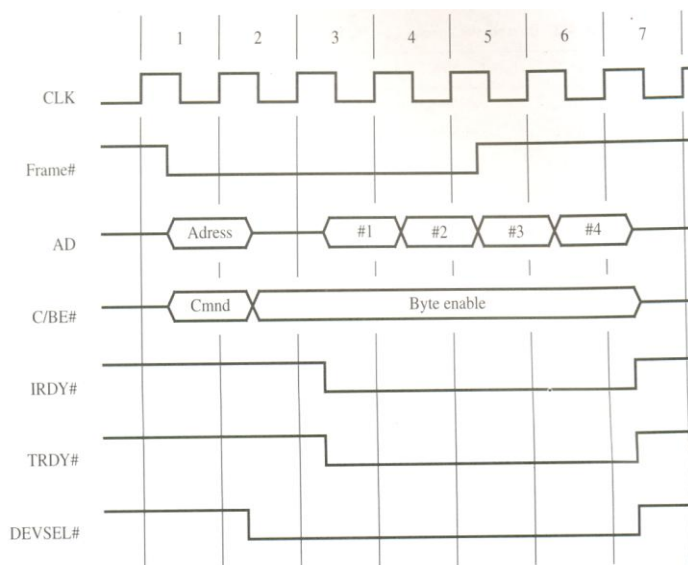 1 2 3 4 5 6 7
CLK
Frame#
AD
Adress #1 #2 #3 #4
C/BE#
Cmnd Byte enable
IRDY#
TRDY#
DEVSEL#